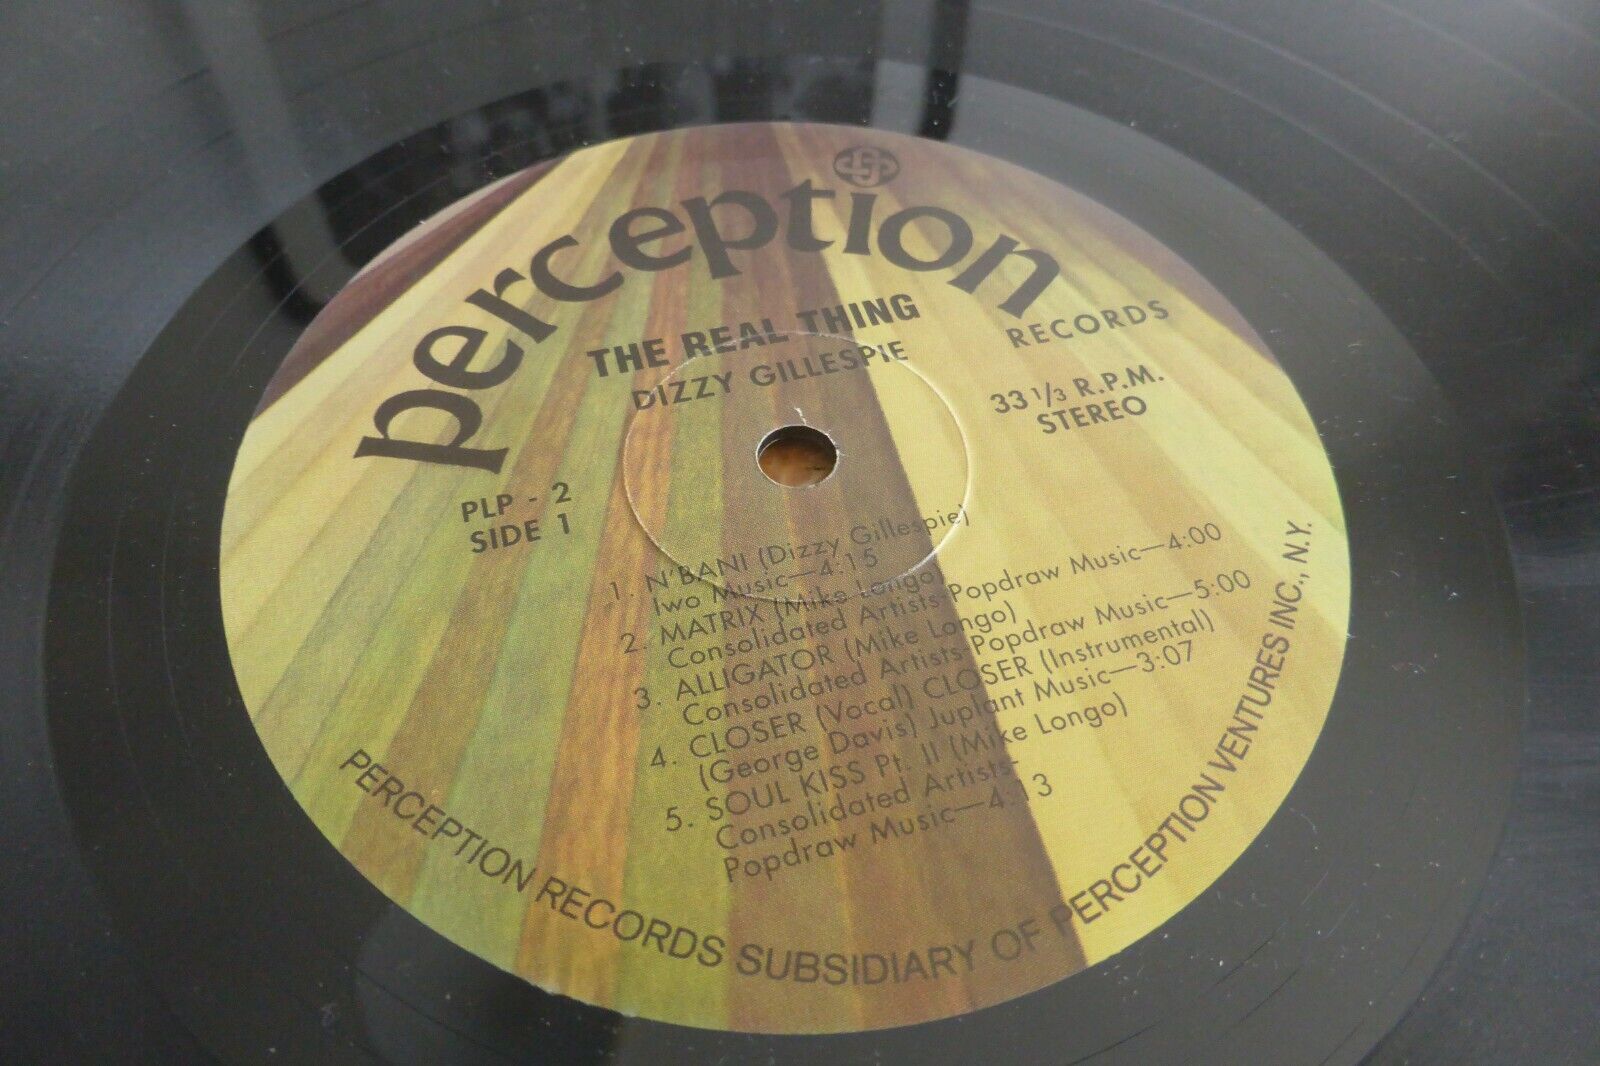 perception
RECORDS
THE REAL THING
DIZZY GILLESPIE
33 1/3 R.P.M.
STEREO
PLP - 2
SIDE 1
1. N'BANI (Dizzy Gillespie)
Iwo Music—4:15
2. MATRIX (Mike Longo)
Consolidated Artists-Popdraw Music—4:00
3. ALLIGATOR (Mike Longo)
Consolidated Artists-Popdraw Music—5:00
4. CLOSER (Vocal) CLOSER (Instrumental)
(George Davis) Juplant Music—3:07
5. SOUL KISS Pt. II (Mike Longo)
Consolidated Artists-
Popdraw Music—4:13
PERCEPTION RECORDS SUBSIDIARY OF PERCEPTION VENTURES INC., N.Y.